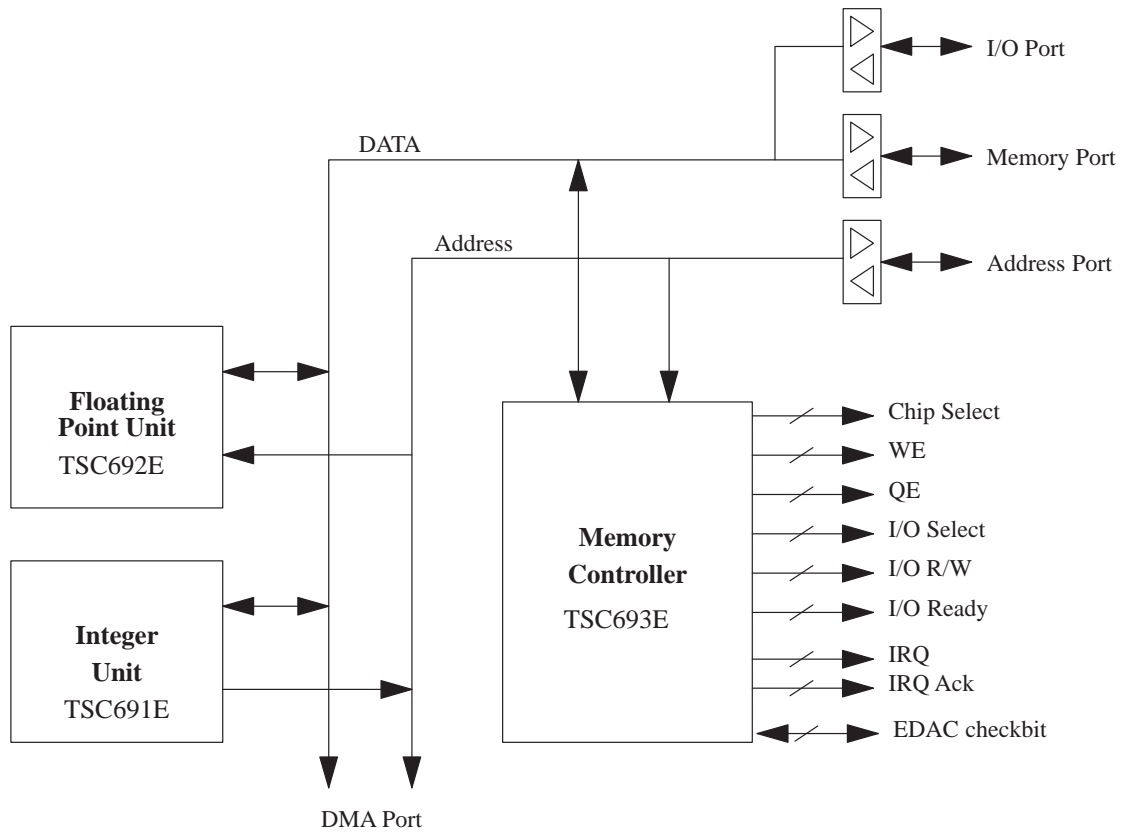 I/O Port
DATA
Memory Port
Address
Address Port
Floating
Point Unit
TSC692E
Integer
Unit
TSC691E
Memory
Controller
TSC693E
Chip Select
WE
QE
I/O Select
I/O R/W
I/O Ready
IRQ
IRQ Ack
EDAC checkbit
DMA Port